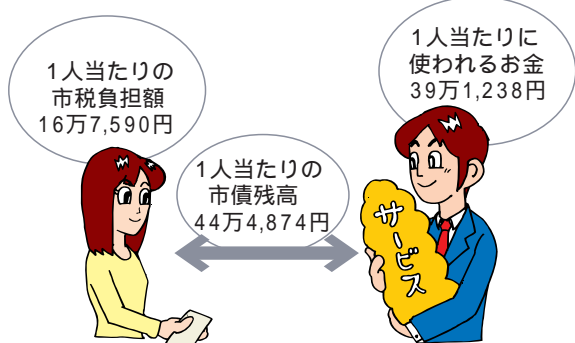 1人当たりの
市税負担額
16万7,590円
1人当たりに
使われるお金
39万1,238円
1人当たりの
市債残高
44万4,874円
サービス